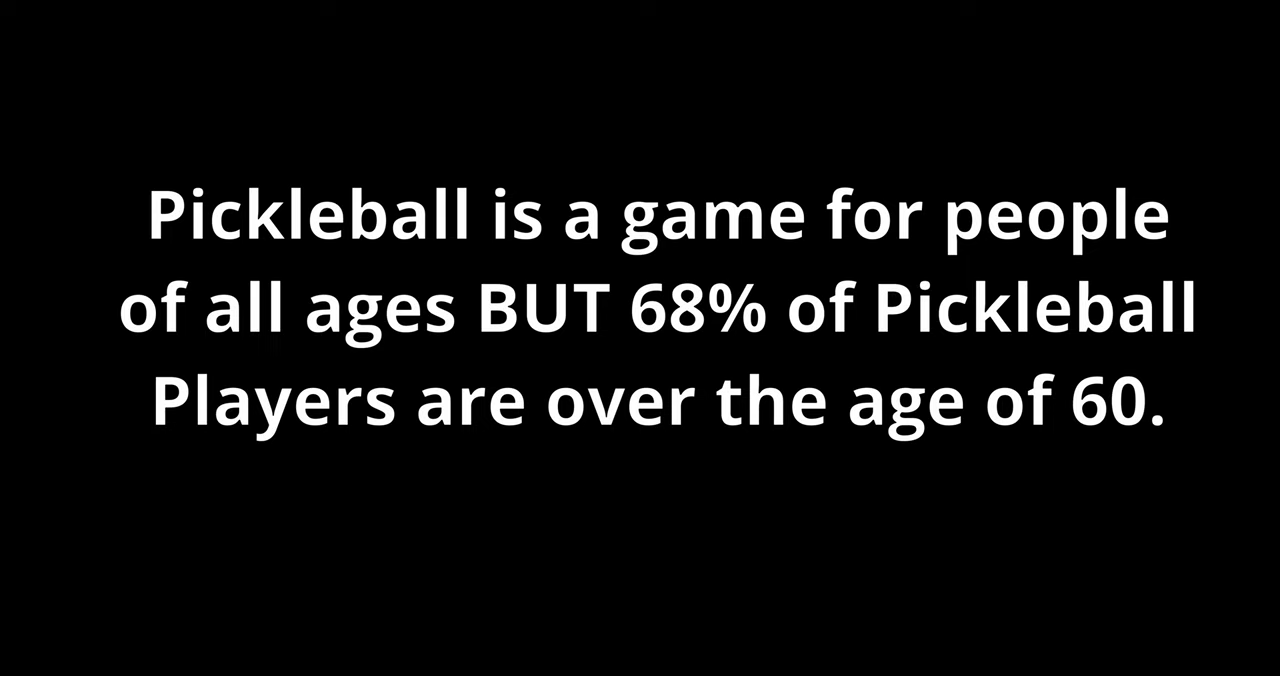 Pickleball is a game for people
of all ages BUT 68% of Pickleball
Players are over the age of 60.